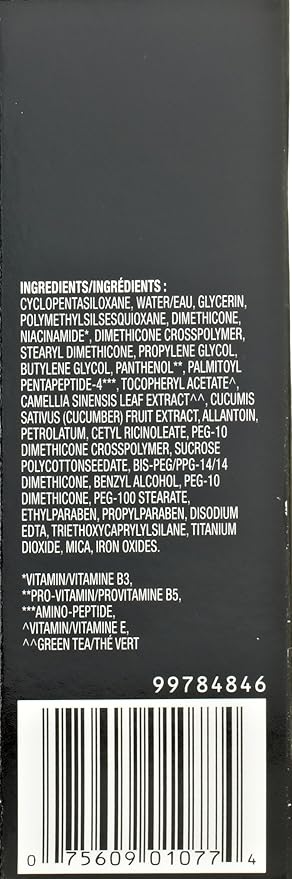 INGREDIENTS/INGRÉDIENTS :
CYCLOPENTASILOXANE, WATER/EAU, GLYCERIN,
POLYMETHYLSILSESQUIOXANE, DIMETHICONE,
NIACINAMIDE*, DIMETHICONE CROSSPOLYMER,
STEARYL DIMETHICONE, PROPYLENE GLYCOL,
BUTYLENE GLYCOL, PANTHENOL**, PALMITOYL
PENTAPEPTIDE-4***, TOCOPHERYL ACETATE^,
CAMELLIA SINENSIS LEAF EXTRACT^^, CUCUMIS
SATIVUS (CUCUMBER) FRUIT EXTRACT, ALLANTOIN,
PETROLATUM, CETYL RICINOLEATE, PEG-10
DIMETHICONE CROSSPOLYMER, SUCROSE
POLYCOTTONSEEDATE, BIS-PEG/PPG-14/14
DIMETHICONE, BENZYL ALCOHOL, PEG-10
DIMETHICONE, PEG-100 STEARATE,
ETHYLPARABEN, PROPYLPARABEN, DISODIUM
EDTA, TRIETHOXYCAPRYLYLSILANE, TITANIUM
DIOXIDE, MICA, IRON OXIDES.
*VITAMIN/VITAMINE B3,
**PRO-VITAMIN/PROVITAMINE B5,
***AMINO-PEPTIDE,
^VITAMIN/VITAMINE E,
^^GREEN TEA/THÉ VERT
99784846
0 75609 01077 4